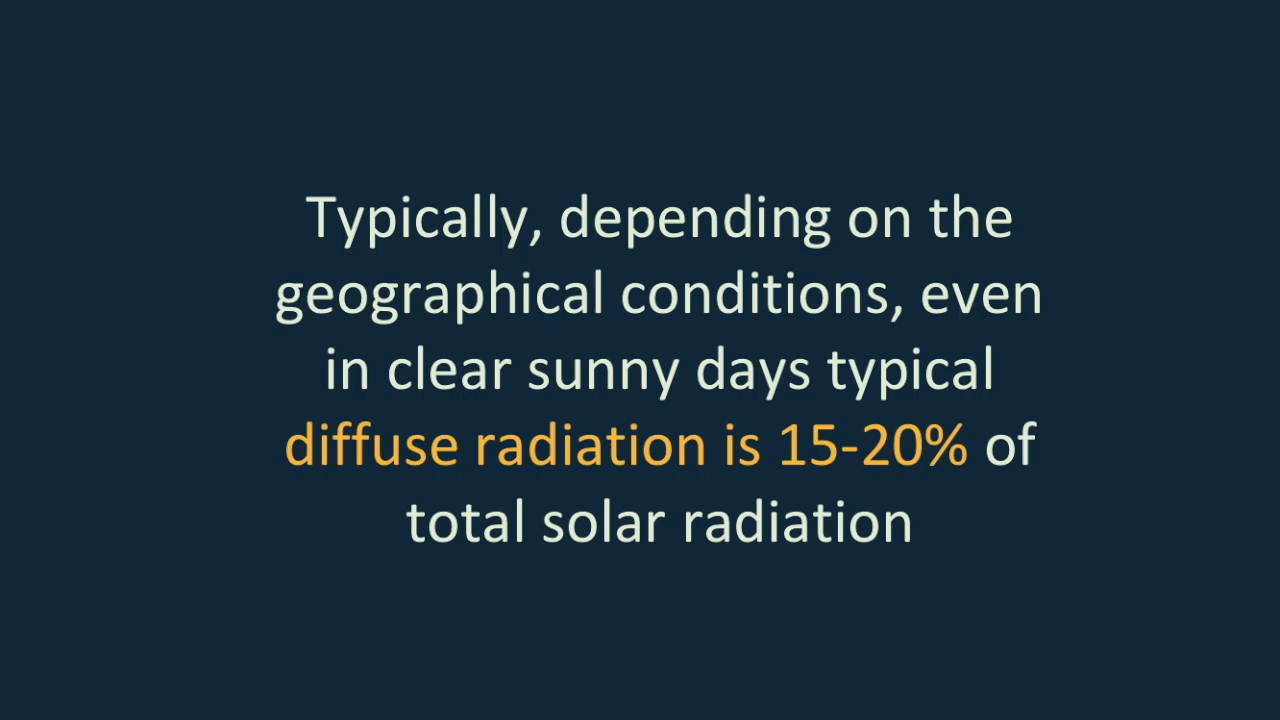 Typically, depending on the
geographical conditions, even
in clear sunny days typical
diffuse radiation is 15-20% of
total solar radiation